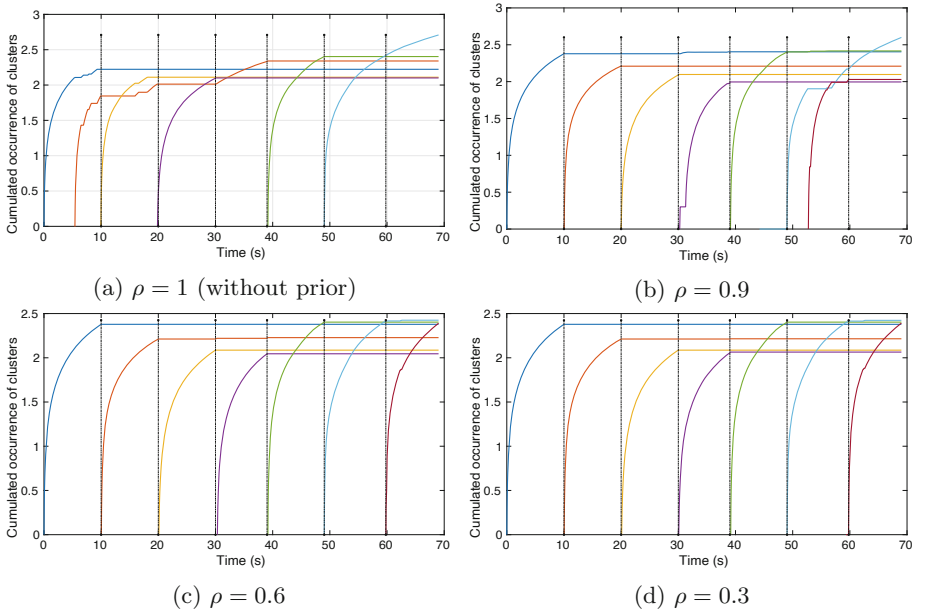 3
2.5
2
1.5
1
0.5
0
0 10 20 30 40 50 60 70
Cumulated occurrence of clusters
Time (s)
(a) ρ = 1 (without prior)
3
2.5
2
1.5
1
0.5
0
0 10 20 30 40 50 60 70
Cumulated occurrence of clusters
Time (s)
(b) ρ = 0.9
2.5
2
1.5
1
0.5
0
0 10 20 30 40 50 60 70
Cumulated occurrence of clusters
Time (s)
(c) ρ = 0.6
2.5
2
1.5
1
0.5
0
0 10 20 30 40 50 60 70
Cumulated occurrence of clusters
Time (s)
(d) ρ = 0.3